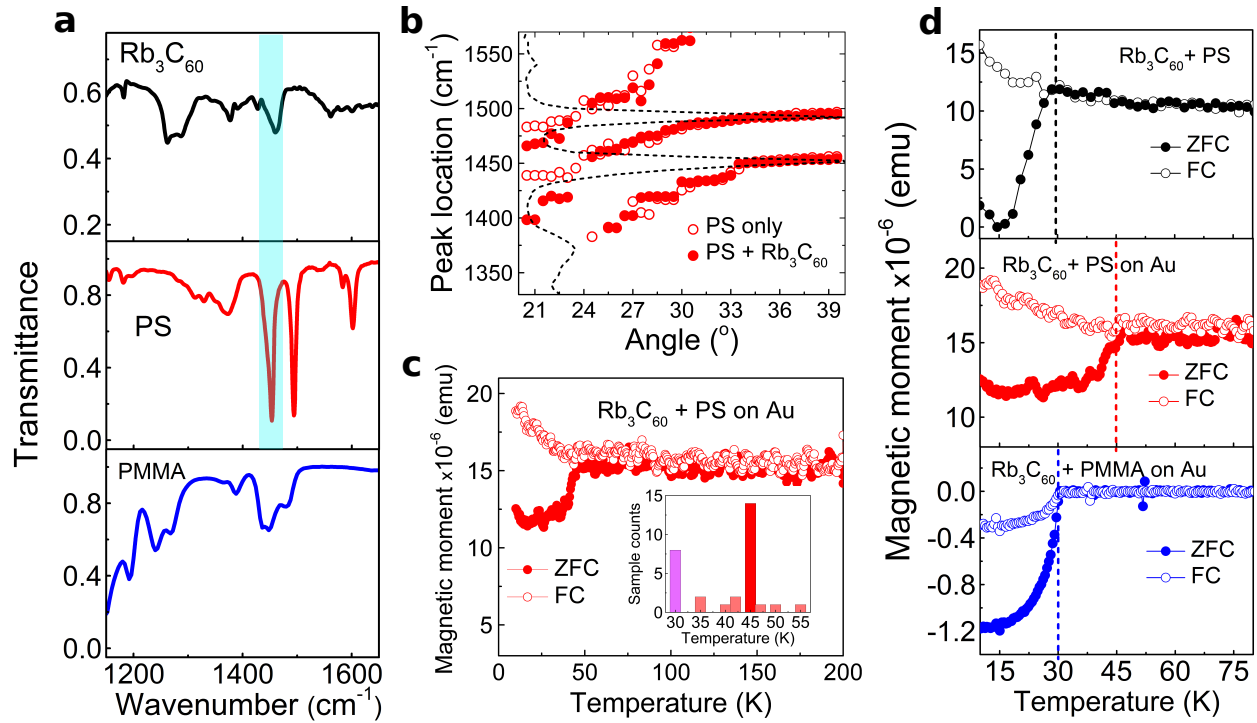 a
Rb₃C₆₀
0.6
0.4
0.2
PS
0.8
0.4
0.0
PMMA
0.8
0.4
0.0
1200
1400
1600
Transmittance
Wavenumber (cm⁻¹)
b
1550
1500
1450
1400
1350
Peak location (cm⁻¹)
PS only
PS + Rb₃C₆₀
21
24
27
30
33
36
39
Angle (°)
c
20
15
10
5
Magnetic moment x10⁻⁶ (emu)
Rb₃C₆₀ + PS on Au
ZFC
FC
15
10
5
0
Sample counts
30
35
40
45
50
55
Temperature (K)
0
50
100
150
200
Temperature (K)
d
15
10
5
0
Rb₃C₆₀+ PS
ZFC
FC
20
15
10
Rb₃C₆₀+ PS on Au
ZFC
FC
0.0
-0.4
-0.8
-1.2
Rb₃C₆₀ + PMMA on Au
ZFC
FC
Magnetic moment x10⁻⁶ (emu)
15
30
45
60
75
Temperature (K)